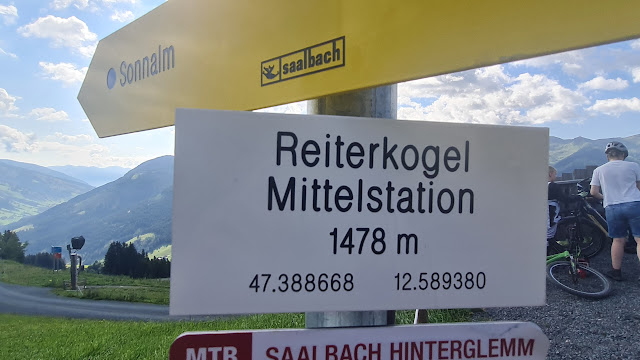 Sonnalm
saalbach
Reiterkogel
Mittelstation
1478 m
47.388668 12.589380
MTB SAALBACH HINTERGLEMM